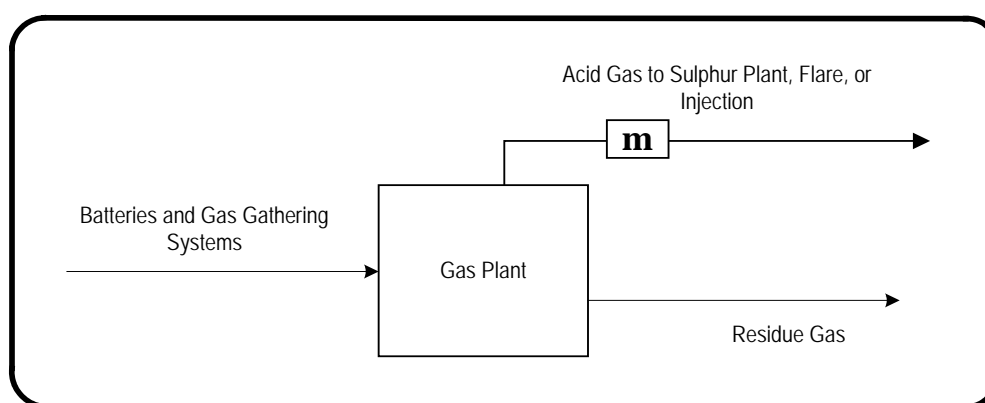 Acid Gas to Sulphur Plant, Flare, or
Injection
m
Batteries and Gas Gathering
Systems
Gas Plant
Residue Gas